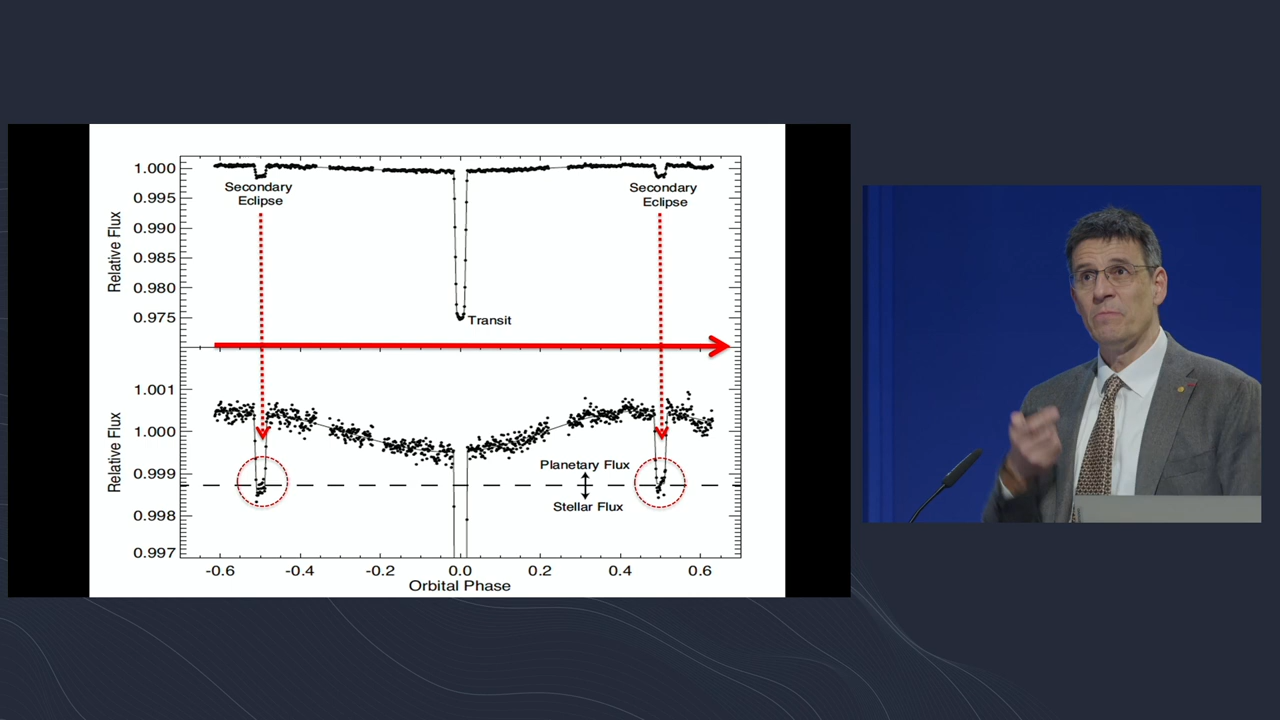 1.000
0.995
0.990
0.985
0.980
0.975
Relative Flux
Secondary
Eclipse
Secondary
Eclipse
Transit
1.001
1.000
0.999
0.998
0.997
Relative Flux
Planetary Flux
Stellar Flux
-0.6 -0.4 -0.2 0.0 0.2 0.4 0.6
Orbital Phase